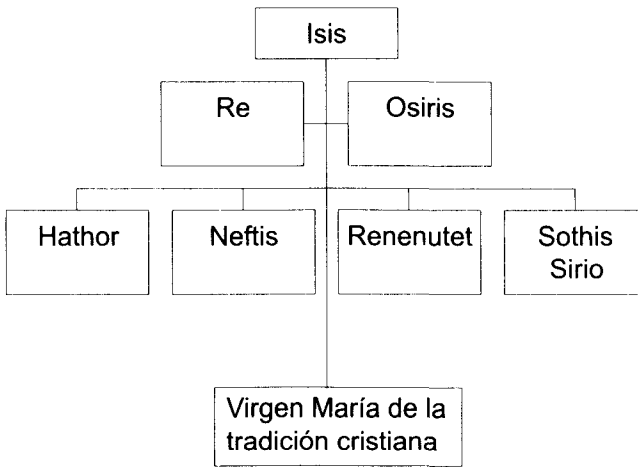 Isis
Re
Osiris
Hathor
Neftis
Renenutet
Sothis
Sirio
Virgen María de la
tradición cristiana